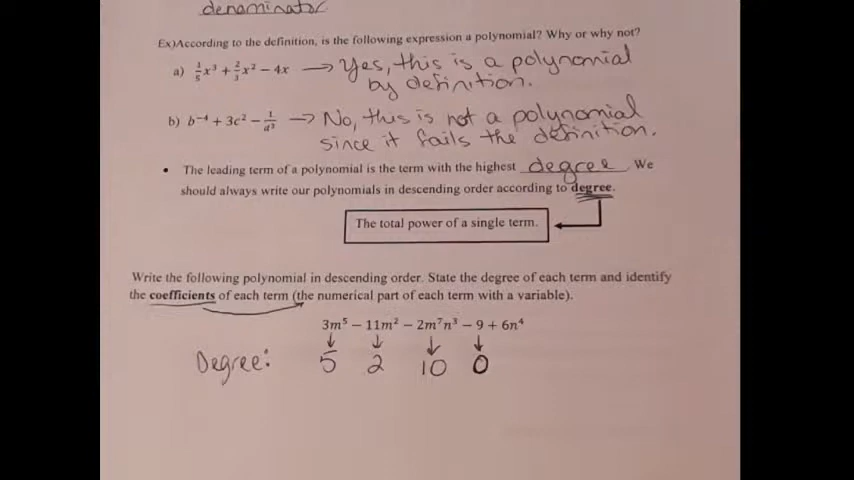 denominator
Ex)According to the definition, is the following expression a polynomial? Why or why not?
a) 1/5 x³ + 2/3 x² − 4x → Yes, this is a polynomial
by definition.
b) b⁻⁴ + 3c² − 1/d³ → No, this is not a polynomial
since it fails the definition.
• The leading term of a polynomial is the term with the highest degree. We
should always write our polynomials in descending order according to degree.
The total power of a single term.
Write the following polynomial in descending order. State the degree of each term and identify
the coefficients of each term (the numerical part of each term with a variable).
3m⁵ − 11m² − 2m⁷n³ − 9 + 6n⁴
Degree: 5 2 10 0